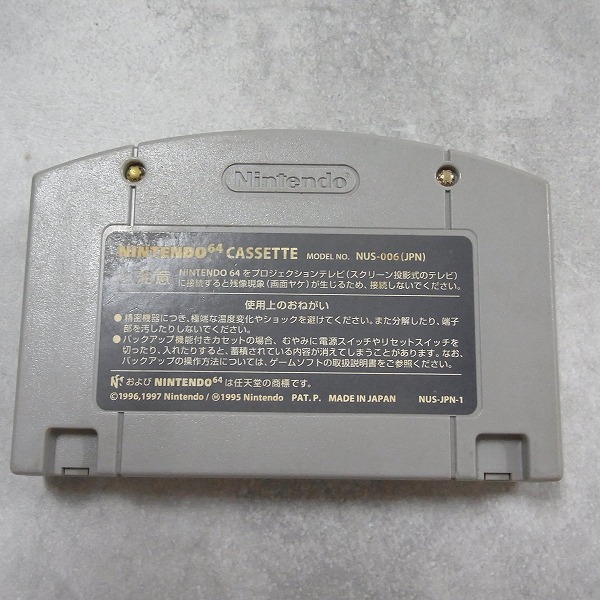 Nintendo
NINTENDO64 CASSETTE MODEL NO. NUS-006(JPN)
NINTENDO 64 をプロジェクションテレビ(スクリーン投影式のテレビ)
に接続すると残像現象(画面ヤケ)が生じるため、接続しないでください。
使用上のおねがい
●精密機器につき、極端な温度変化やショックを避けてください。また分解したり、端子
部を汚したりしないでください。
●バックアップ機能付きカセットの場合、むやみに電源スイッチやリセットスイッチを
切ったり、入れたりすると、蓄積されている内容が消えてしまうことがあります。なお、
バックアップの操作方法については、ゲームソフトの取扱説明書をご参照ください。
および NINTENDO64 は任天堂の商標です。
©1996,1997 Nintendo / Ⓜ1995 Nintendo PAT. P. MADE IN JAPAN NUS-JPN-1